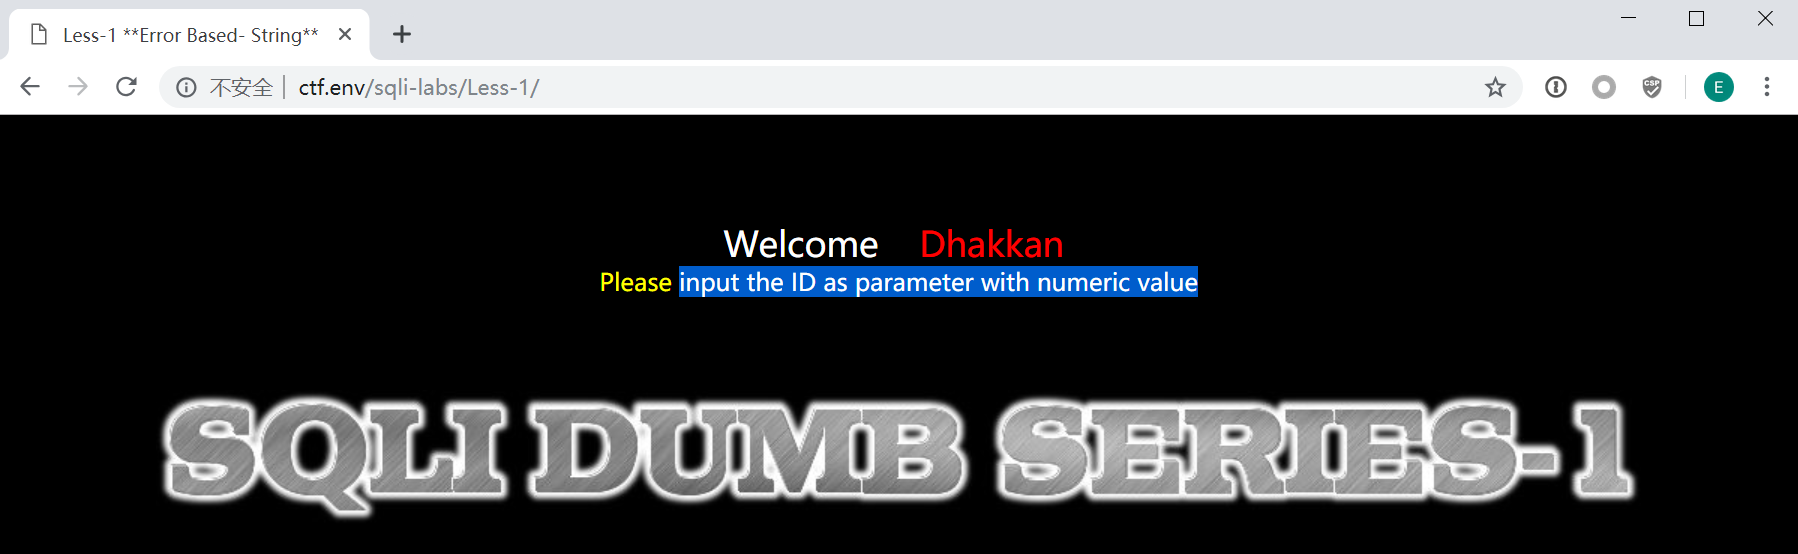 Less-1 **Error Based- String**
不安全 ctf.env/sqli-labs/Less-1/
CSP
E
Welcome Dhakkan
Please input the ID as parameter with numeric value
SQLI DUMB SERIES-1